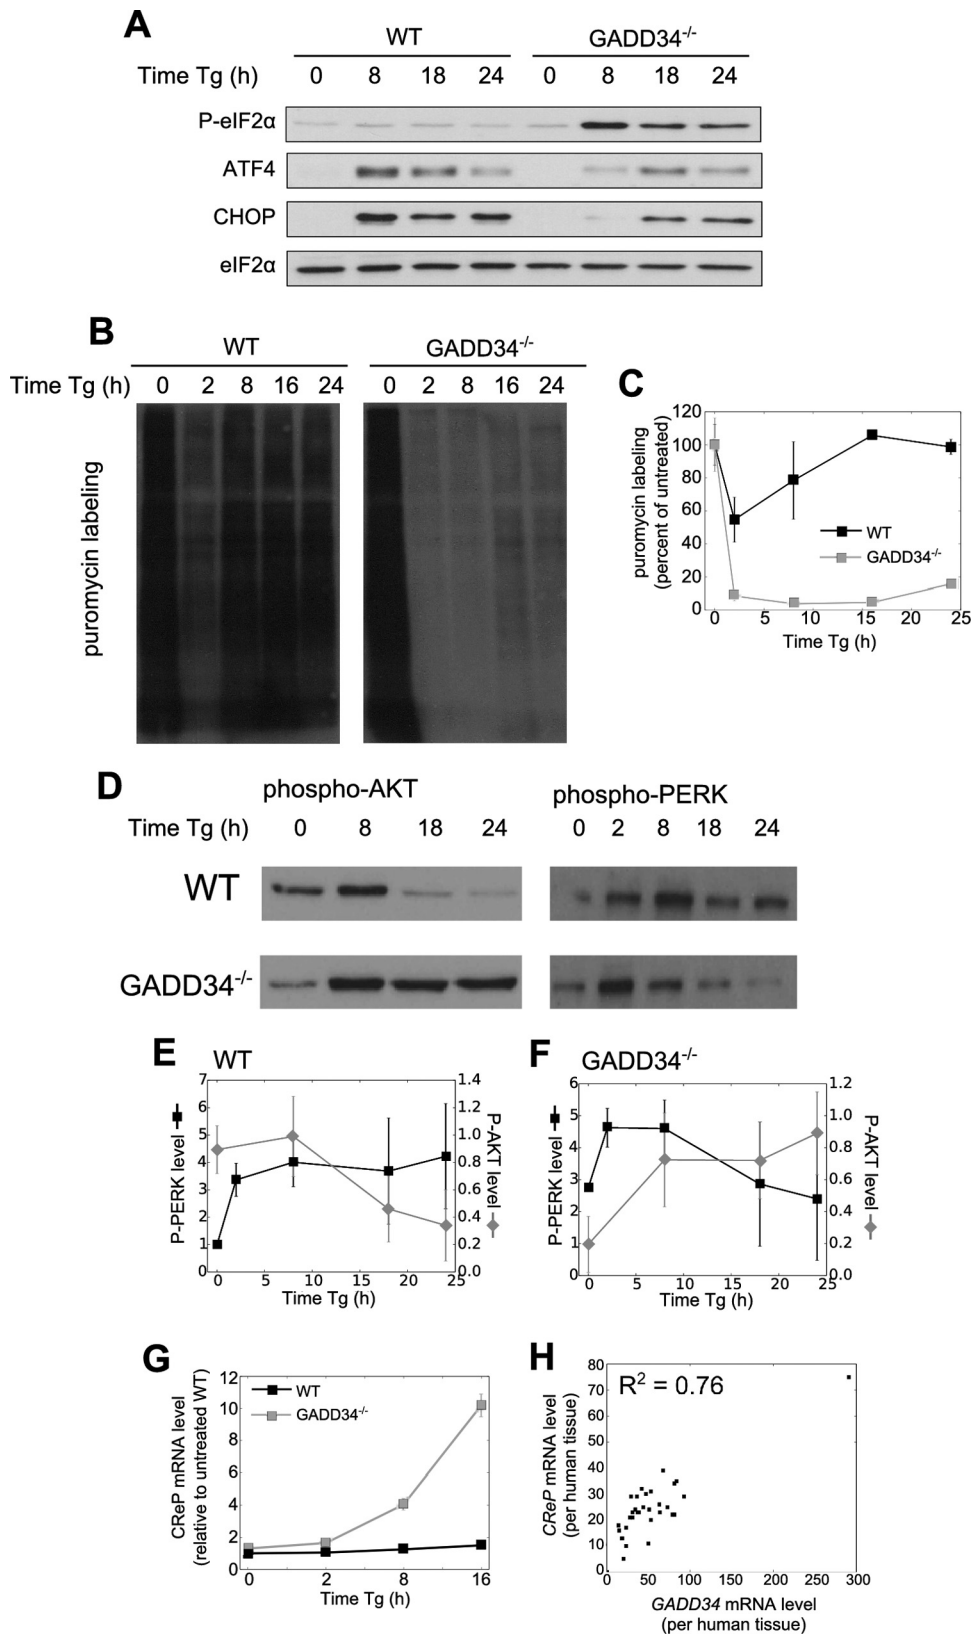 A
WT GADD34-/-
Time Tg (h) 0 8 18 24 0 8 18 24
P-eIF2α
ATF4
CHOP
eIF2α
B
WT GADD34-/-
Time Tg (h) 0 2 8 16 24 0 2 8 16 24
puromycin labeling
C
puromycin labeling
(percent of untreated)
120
100
80
60
40
20
0
WT
GADD34-/-
0 5 10 15 20 25
Time Tg (h)
D
phospho-AKT phospho-PERK
Time Tg (h) 0 8 18 24 0 2 8 18 24
WT
GADD34-/-
E WT
P-PERK level
7
6
5
4
3
2
1
0
1.4
1.2
1.0
0.8
0.6
0.4
0.2
0.0
P-AKT level
0 5 10 15 20 25
Time Tg (h)
F GADD34-/-
P-PERK level
6
5
4
3
2
1
0
1.2
1.0
0.8
0.6
0.4
0.2
0.0
P-AKT level
0 5 10 15 20 25
Time Tg (h)
G
CReP mRNA level
(relative to untreated WT)
12
10
8
6
4
2
0
WT
GADD34-/-
0 2 8 16
Time Tg (h)
H
CReP mRNA level
(per human tissue)
80
70
60
50
40
30
20
10
0
R2 = 0.76
0 50 100 150 200 250 300
GADD34 mRNA level
(per human tissue)